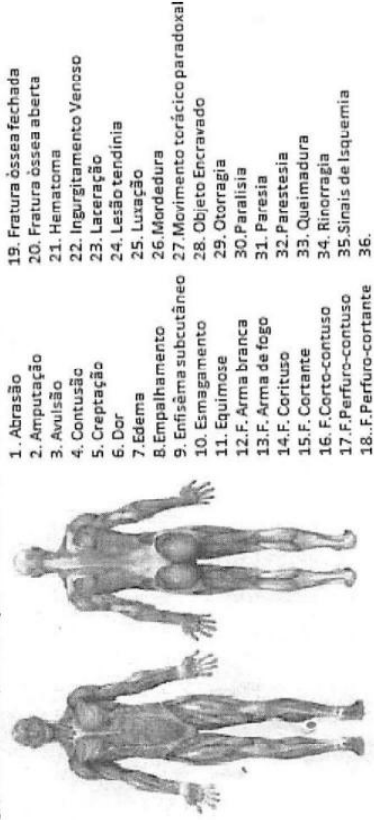 1. Abrasão
2. Amputação
3. Avulsão
4. Contusão
5. Creptação
6. Dor
7.Edema
8.Empalhamento
9. Enfisêma subcutâneo
10. Esmagamento
11. Equimose
12.F. Arma branca
13.F. Arma de fogo
14.F. Corituso
15.F. Cortante
16. F.Corto-contuso
17.F.Perfuro-contuso
18..F.Perfuro-cortante
19. Fratura òssea fechada
20. Fratura òssea aberta
21. Hematoma
22. Ingurgitamento Venoso
23. Laceração
24. Lesão tendínia
25. Luxação
26.Mordedura
27.Movimento torácico paradoxal
28. Objeto Encravado
29. Otorragia
30.Paralisia
31. Paresia
32.Parestesia
33. Queimadura
34. Rinorragia
35.Sinais de Isquemia
36.